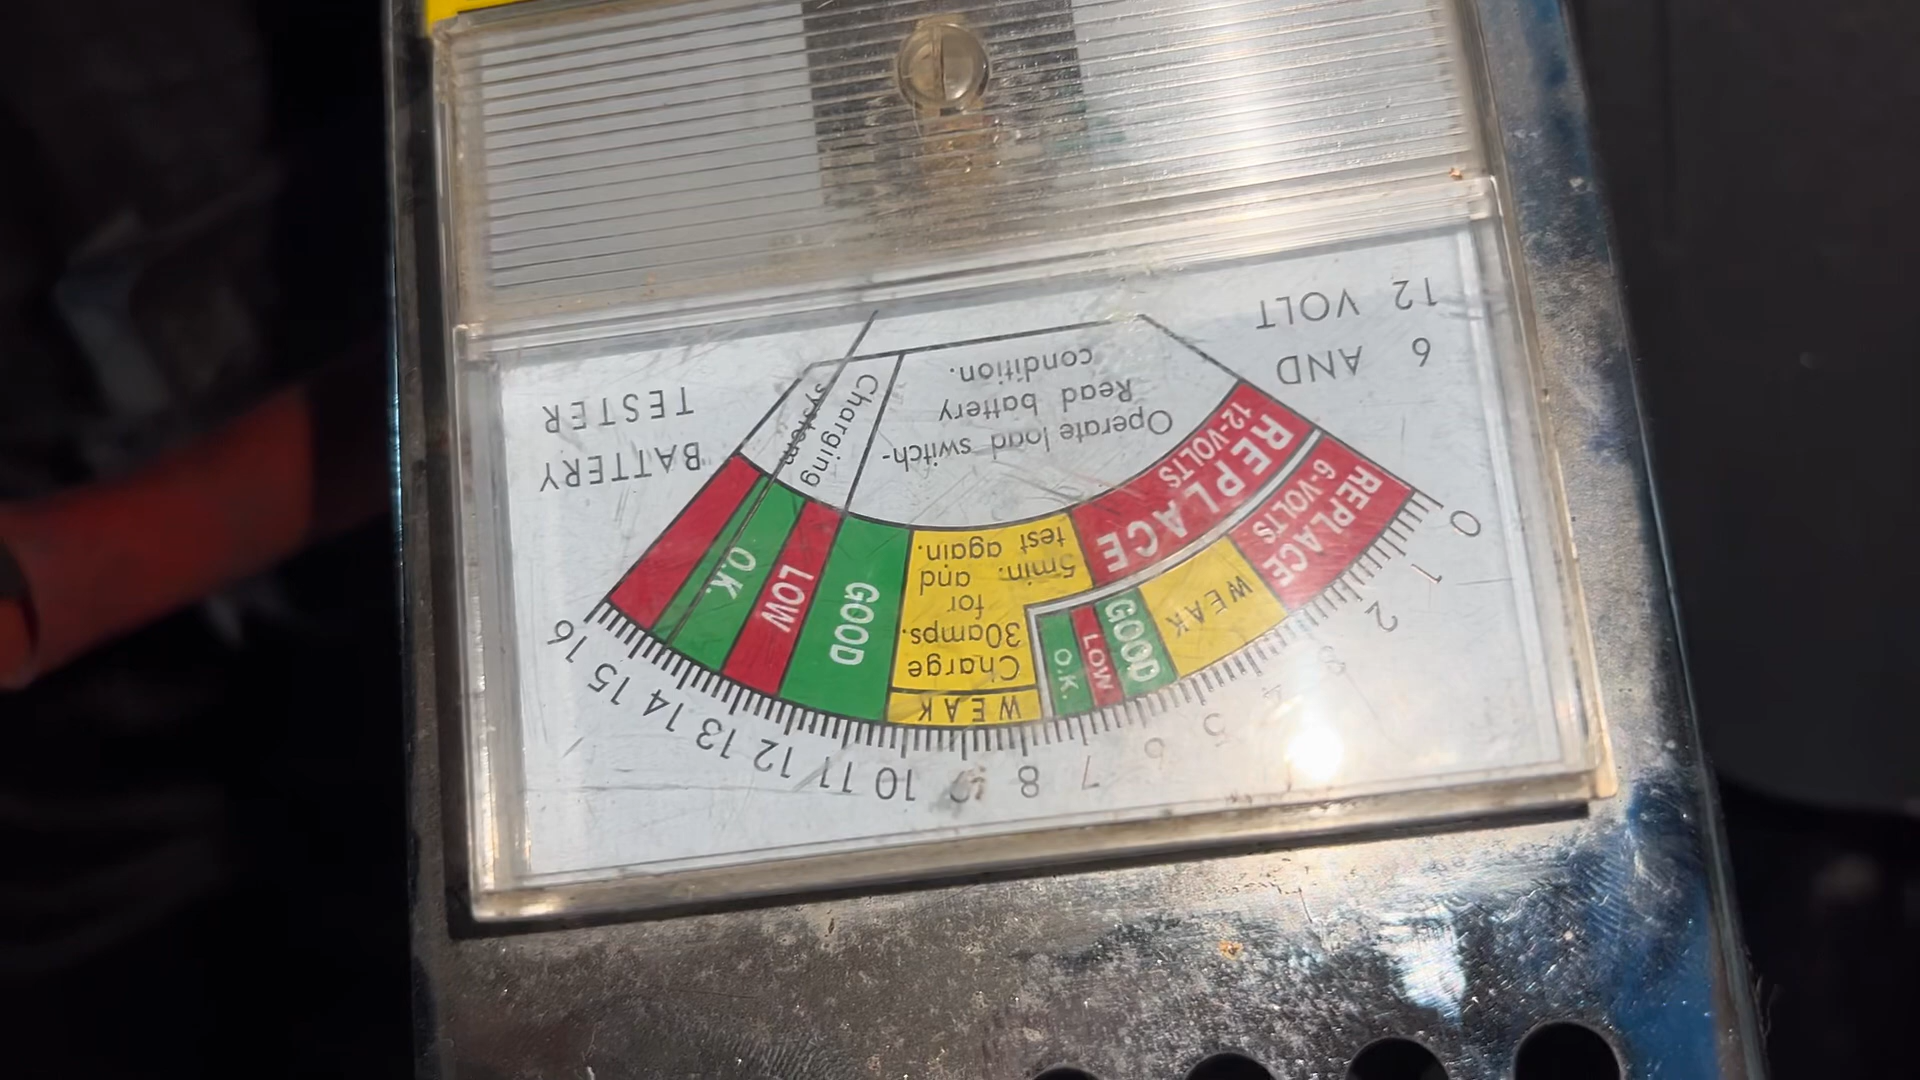 6 AND
12 VOLT
BATTERY
TESTER
Operate load switch-
Read battery
condition.
Charging
system
REPLACE
12-VOLTS
REPLACE
6-VOLTS
WEAK
GOOD
LOW
O.K.
WEAK
Charge
30amps.
for
5min. and
test again.
GOOD
LOW
O.K.
0 1 2 3 4 5 6 7 8 9 10 11 12 13 14 15 16